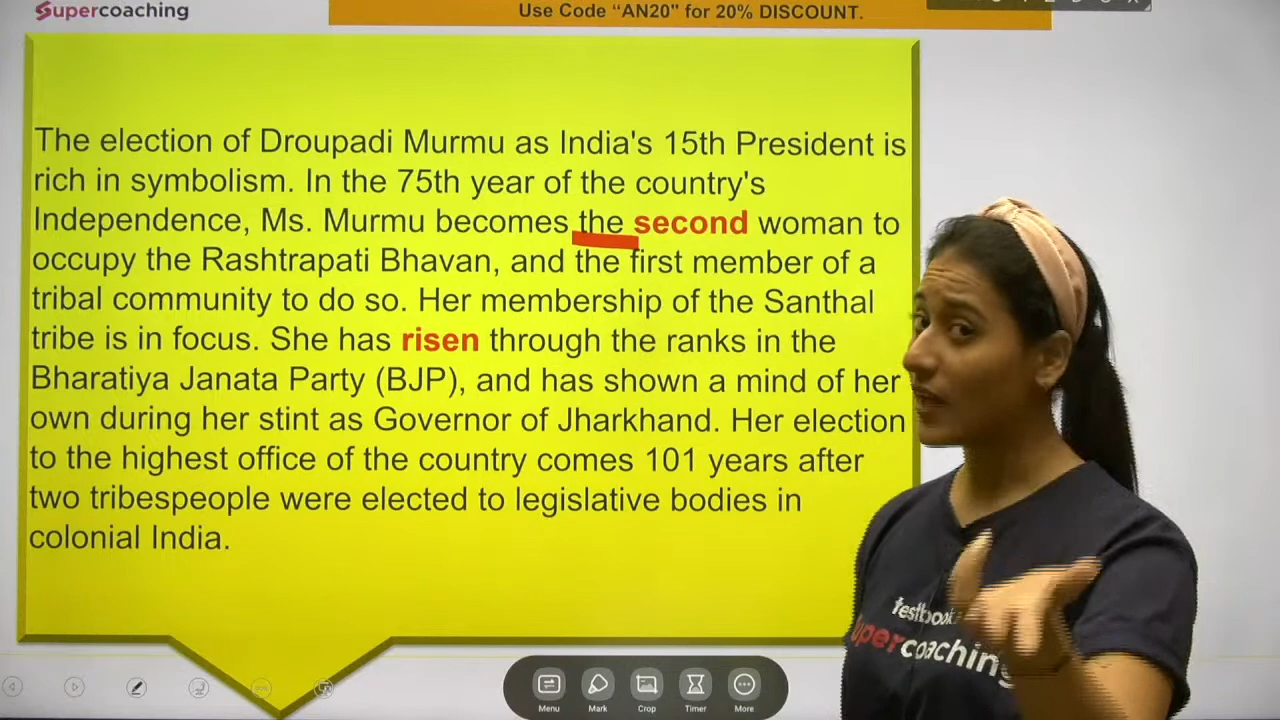 Supercoaching
Use Code “AN20” for 20% DISCOUNT.
The election of Droupadi Murmu as India's 15th President is
rich in symbolism. In the 75th year of the country's
Independence, Ms. Murmu becomes the second woman to
occupy the Rashtrapati Bhavan, and the first member of a
tribal community to do so. Her membership of the Santhal
tribe is in focus. She has risen through the ranks in the
Bharatiya Janata Party (BJP), and has shown a mind of her
own during her stint as Governor of Jharkhand. Her election
to the highest office of the country comes 101 years after
two tribespeople were elected to legislative bodies in
colonial India.
testbook
supercoaching
Menu Mark Crop Timer More